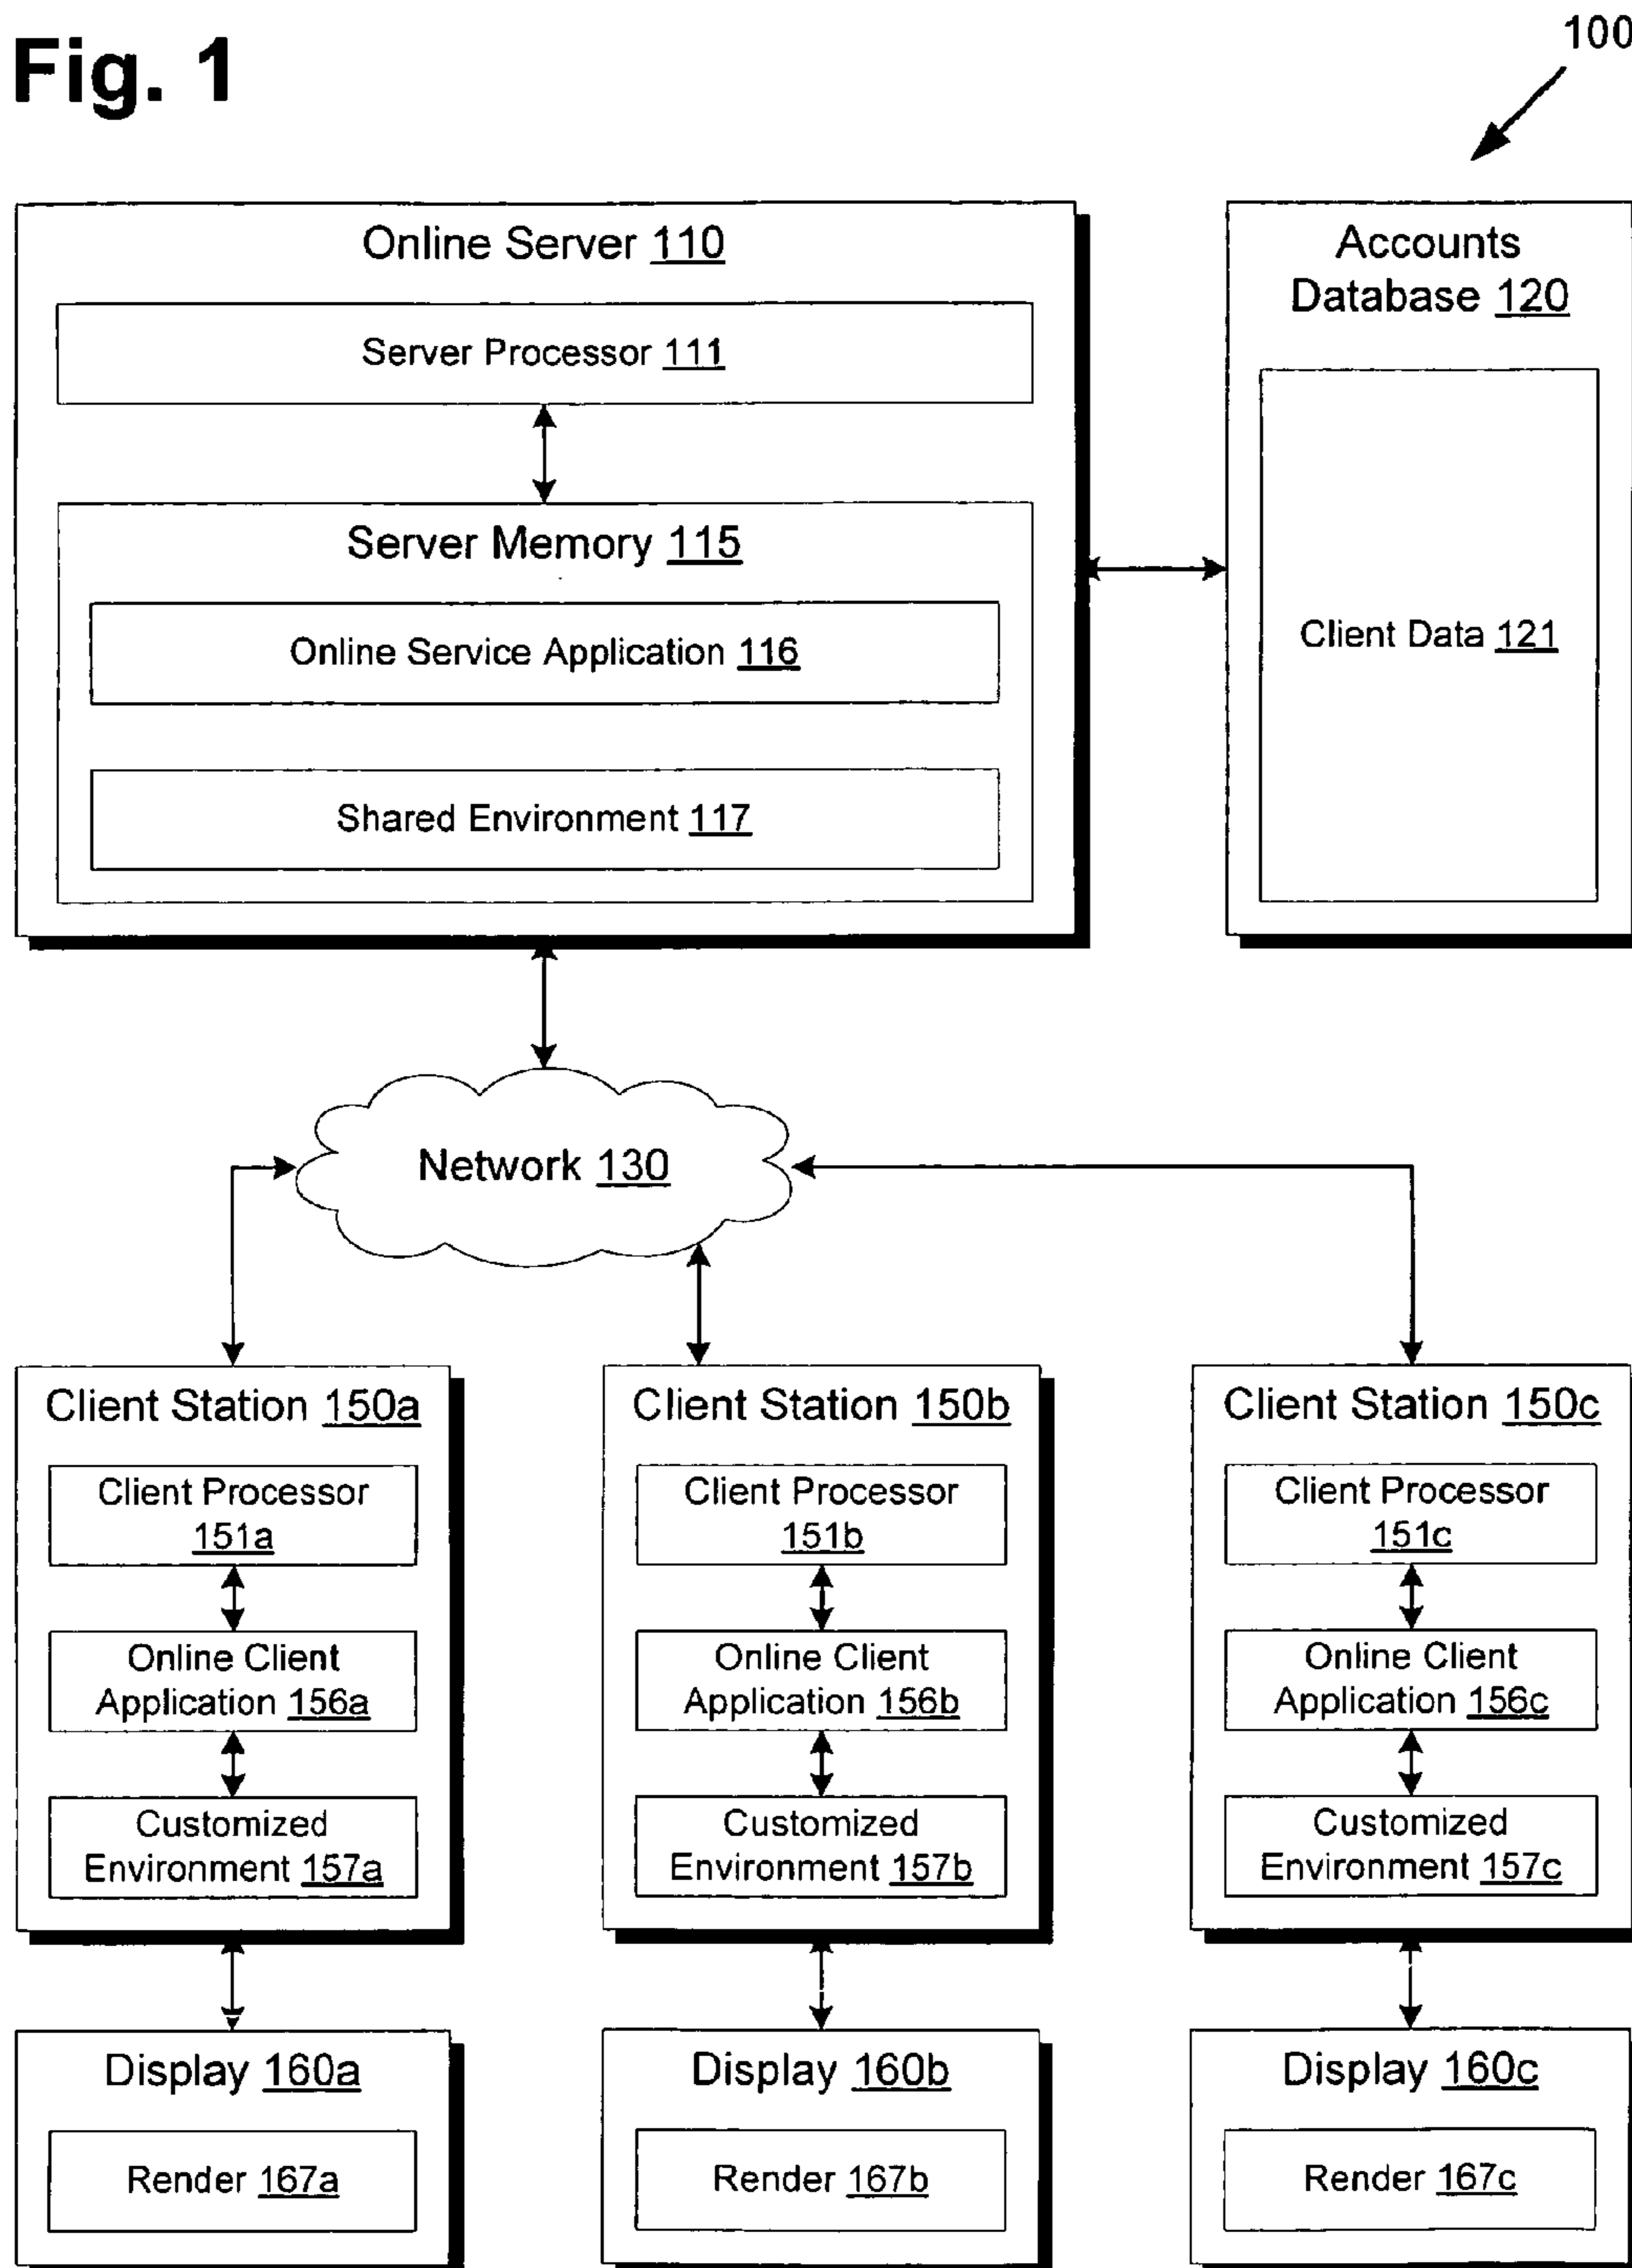 Fig. 1
100
Online Server 110
Server Processor 111
Server Memory 115
Online Service Application 116
Shared Environment 117
Accounts
Database 120
Client Data 121
Network 130
Client Station 150a
Client Processor
151a
Online Client
Application 156a
Customized
Environment 157a
Client Station 150b
Client Processor
151b
Online Client
Application 156b
Customized
Environment 157b
Client Station 150c
Client Processor
151c
Online Client
Application 156c
Customized
Environment 157c
Display 160a
Render 167a
Display 160b
Render 167b
Display 160c
Render 167c